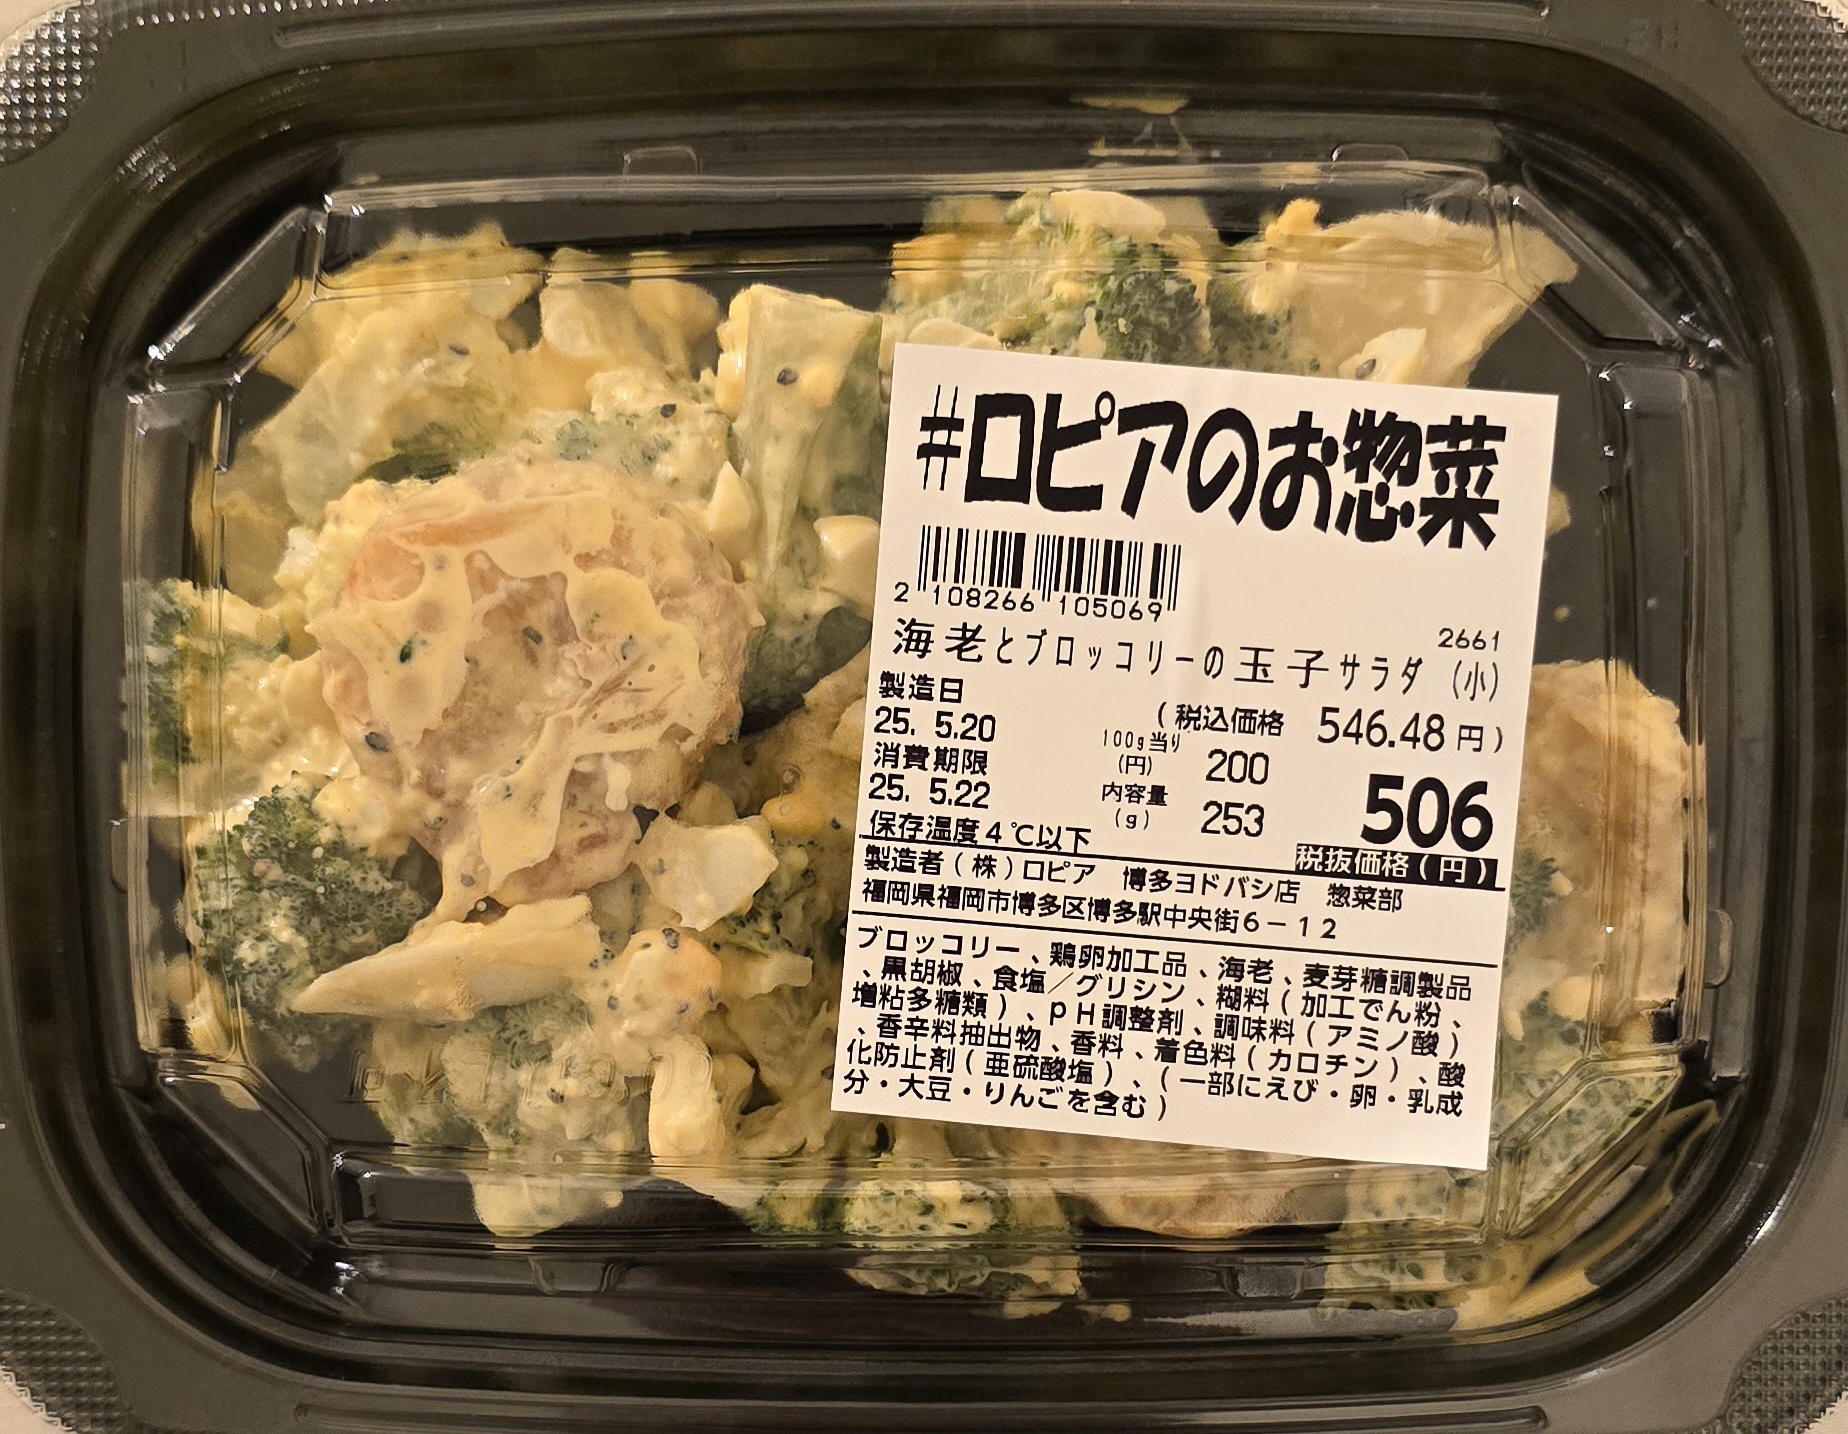 #ロピアのお惣菜
2 108266 105069
2661
海老とブロッコリーの玉子サラダ (小)
製造日
25. 5.20
消費期限
25. 5.22
保存温度4℃以下
(税込価格 546.48円)
100g当り(円) 200
内容量(g) 253
506
税抜価格(円)
製造者(株)ロピア 博多ヨドバシ店 惣菜部
福岡県福岡市博多区博多駅中央街6-12
ブロッコリー、鶏卵加工品、海老、麦芽糖調製品
、黒胡椒、食塩/グリシン、糊料(加工でん粉、
増粘多糖類)、pH調整剤、調味料(アミノ酸)
、香辛料抽出物、香料、着色料(カロチン)、酸
化防止剤(亜硫酸塩)、(一部にえび・卵・乳成
分・大豆・りんごを含む)